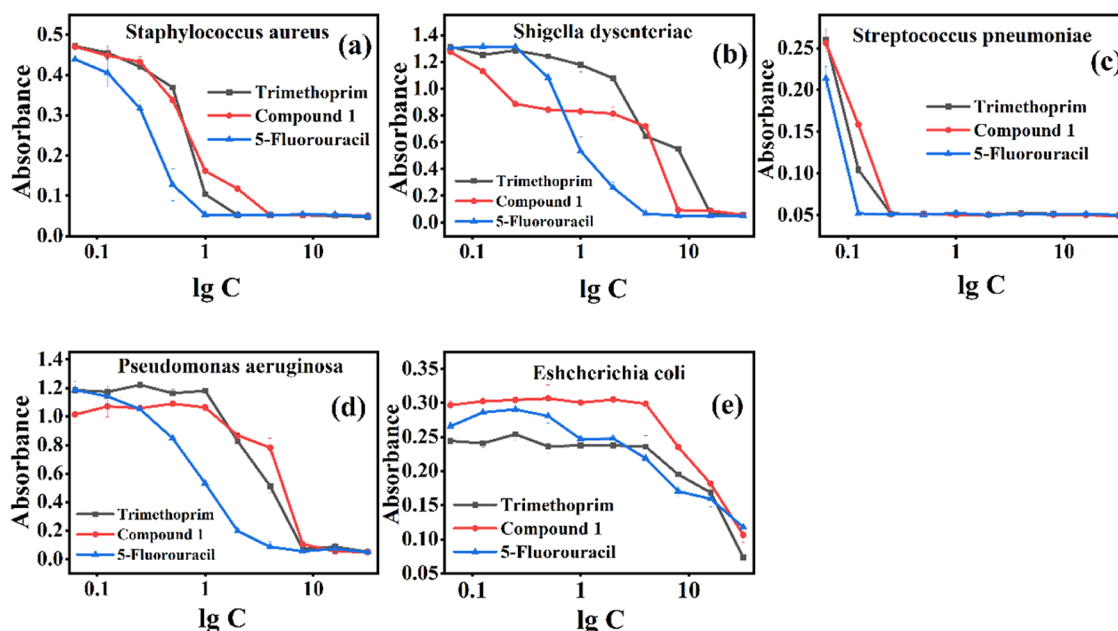 Staphylococcus aureus
(a)
0.5
0.4
0.3
0.2
0.1
0.0
Absorbance
Trimethoprim
Compound 1
5-Fluorouracil
0.1 1 10
lg C
Shigella dysenteriae
(b)
1.4
1.2
1.0
0.8
0.6
0.4
0.2
0.0
Absorbance
Trimethoprim
Compound 1
5-Fluorouracil
0.1 1 10
lg C
Streptococcus pneumoniae
(c)
0.25
0.20
0.15
0.10
0.05
Absorbance
Trimethoprim
Compound 1
5-Fluorouracil
0.1 1 10
lg C
Pseudomonas aeruginosa
(d)
1.4
1.2
1.0
0.8
0.6
0.4
0.2
0.0
Absorbance
Trimethoprim
Compound 1
5-Fluorouracil
0.1 1 10
lg C
Eshcherichia coli
(e)
0.35
0.30
0.25
0.20
0.15
0.10
0.05
Absorbance
Trimethoprim
Compound 1
5-Fluorouracil
0.1 1 10
lg C